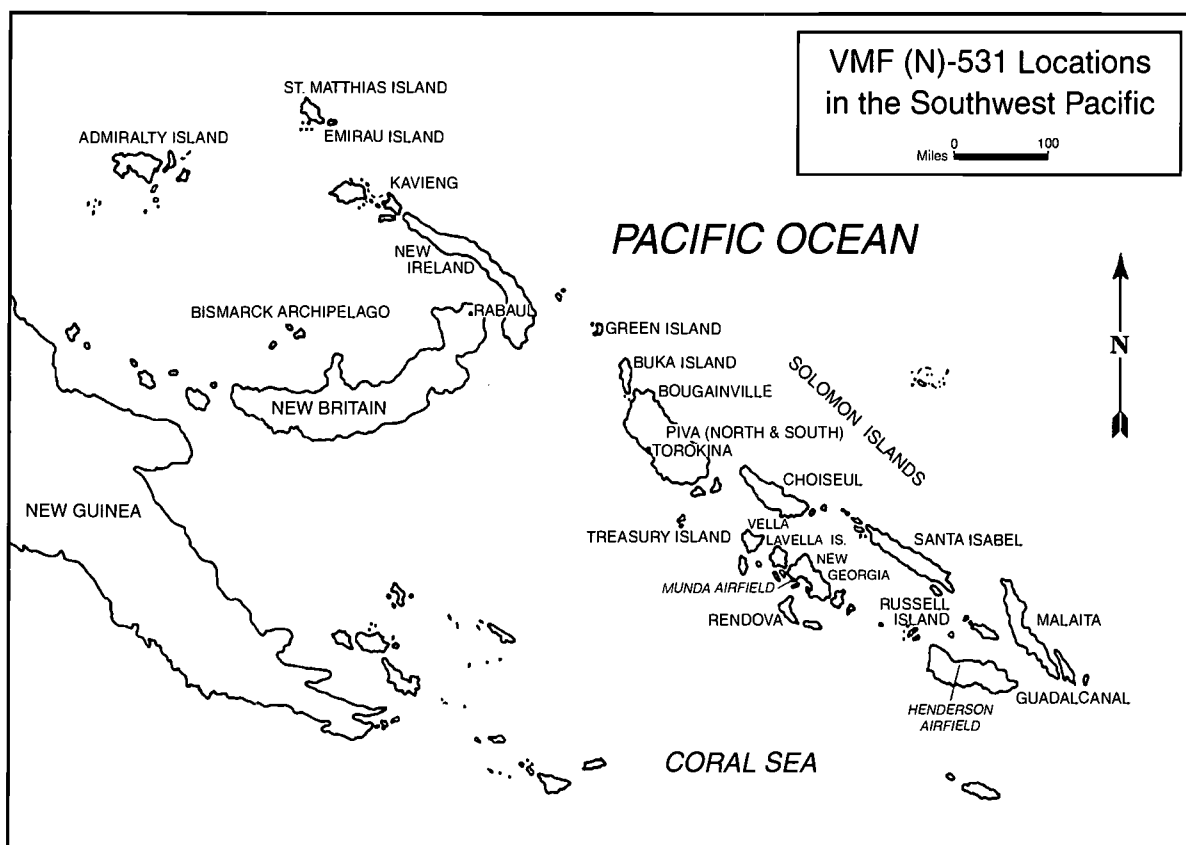 VMF (N)-531 Locations
in the Southwest Pacific
0 100
Miles
ST. MATTHIAS ISLAND
EMIRAU ISLAND
ADMIRALTY ISLAND
KAVIENG
PACIFIC OCEAN
NEW
IRELAND
N
BISMARCK ARCHIPELAGO
RABAUL
GREEN ISLAND
BUKA ISLAND
SOLOMON ISLANDS
BOUGAINVILLE
NEW BRITAIN
PIVA (NORTH & SOUTH)
TOROKINA
CHOISEUL
NEW GUINEA
TREASURY ISLAND
VELLA
LAVELLA IS.
SANTA ISABEL
NEW
GEORGIA
MUNDA AIRFIELD
RENDOVA
RUSSELL
ISLAND
MALAITA
GUADALCANAL
HENDERSON
AIRFIELD
CORAL SEA